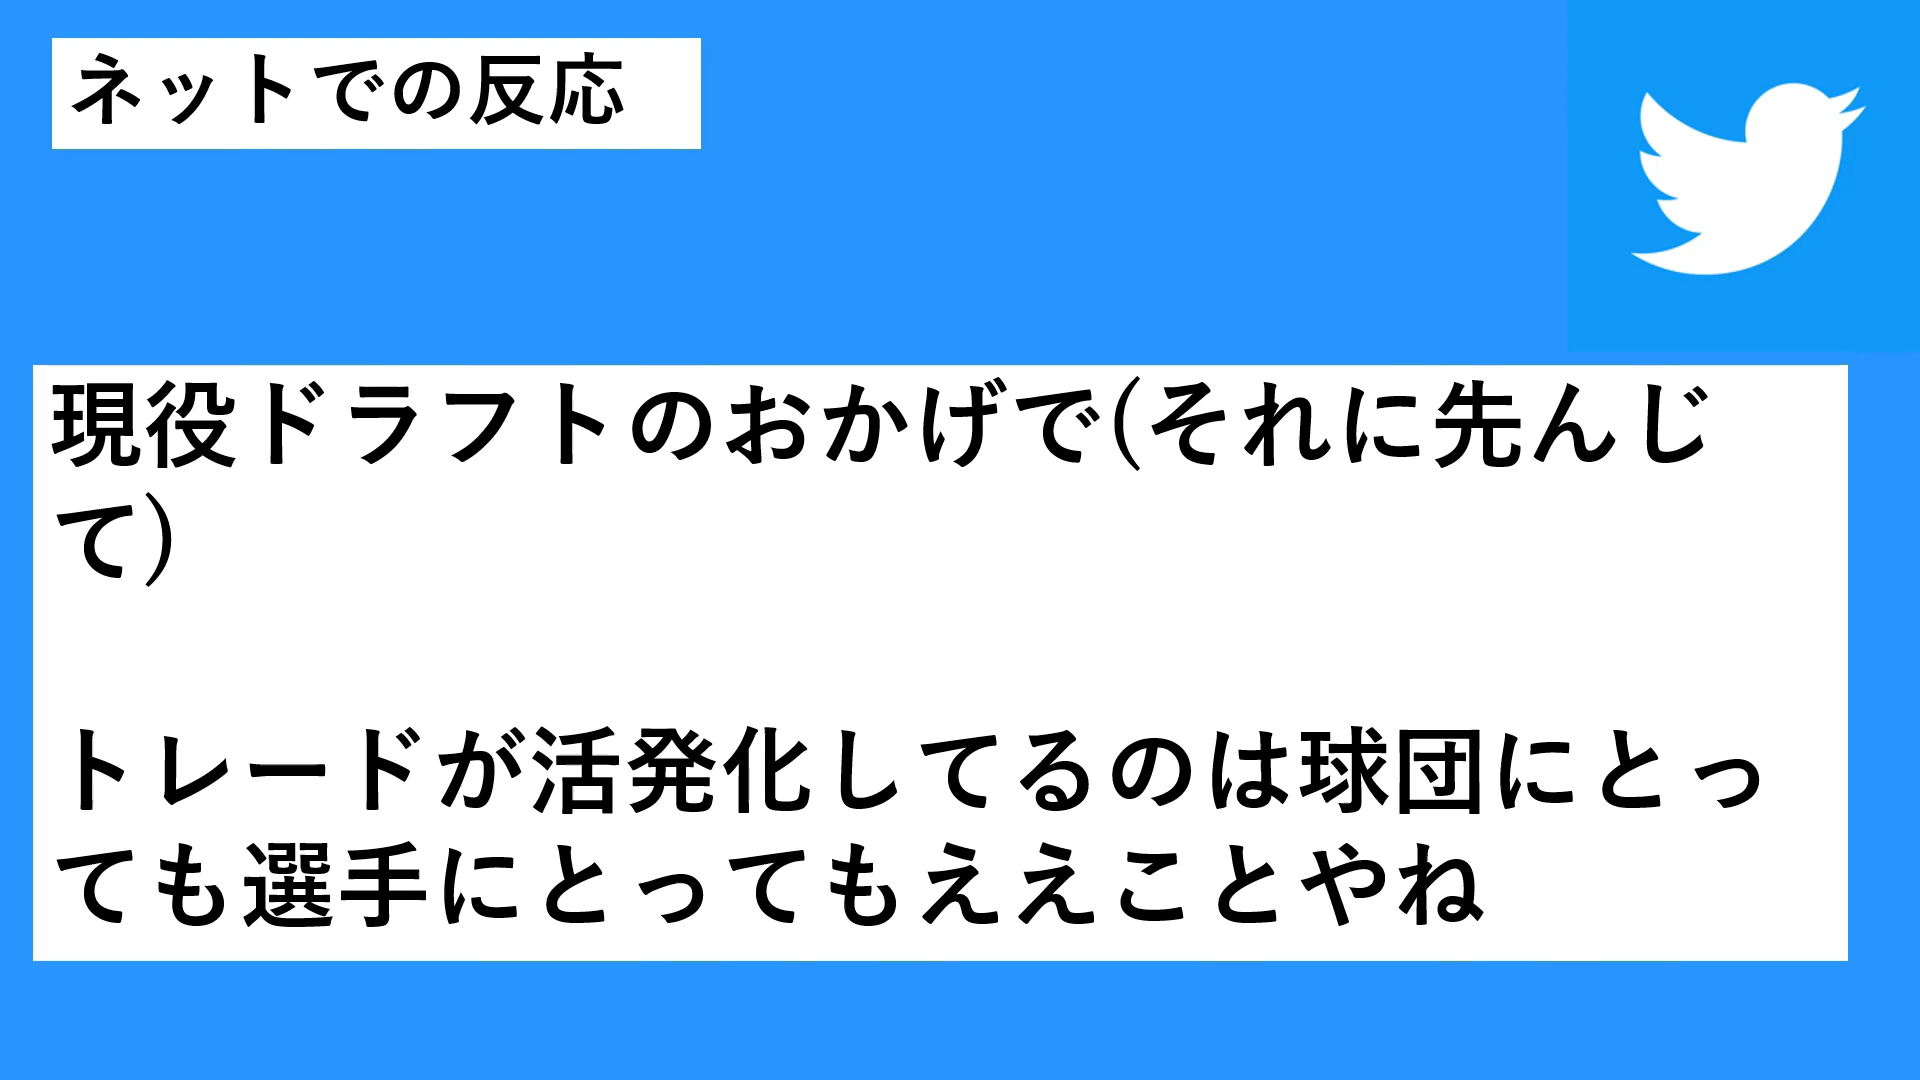 ネットでの反応
現役ドラフトのおかげで(それに先んじ
て)
トレードが活発化してるのは球団にとっ
ても選手にとってもええことやね